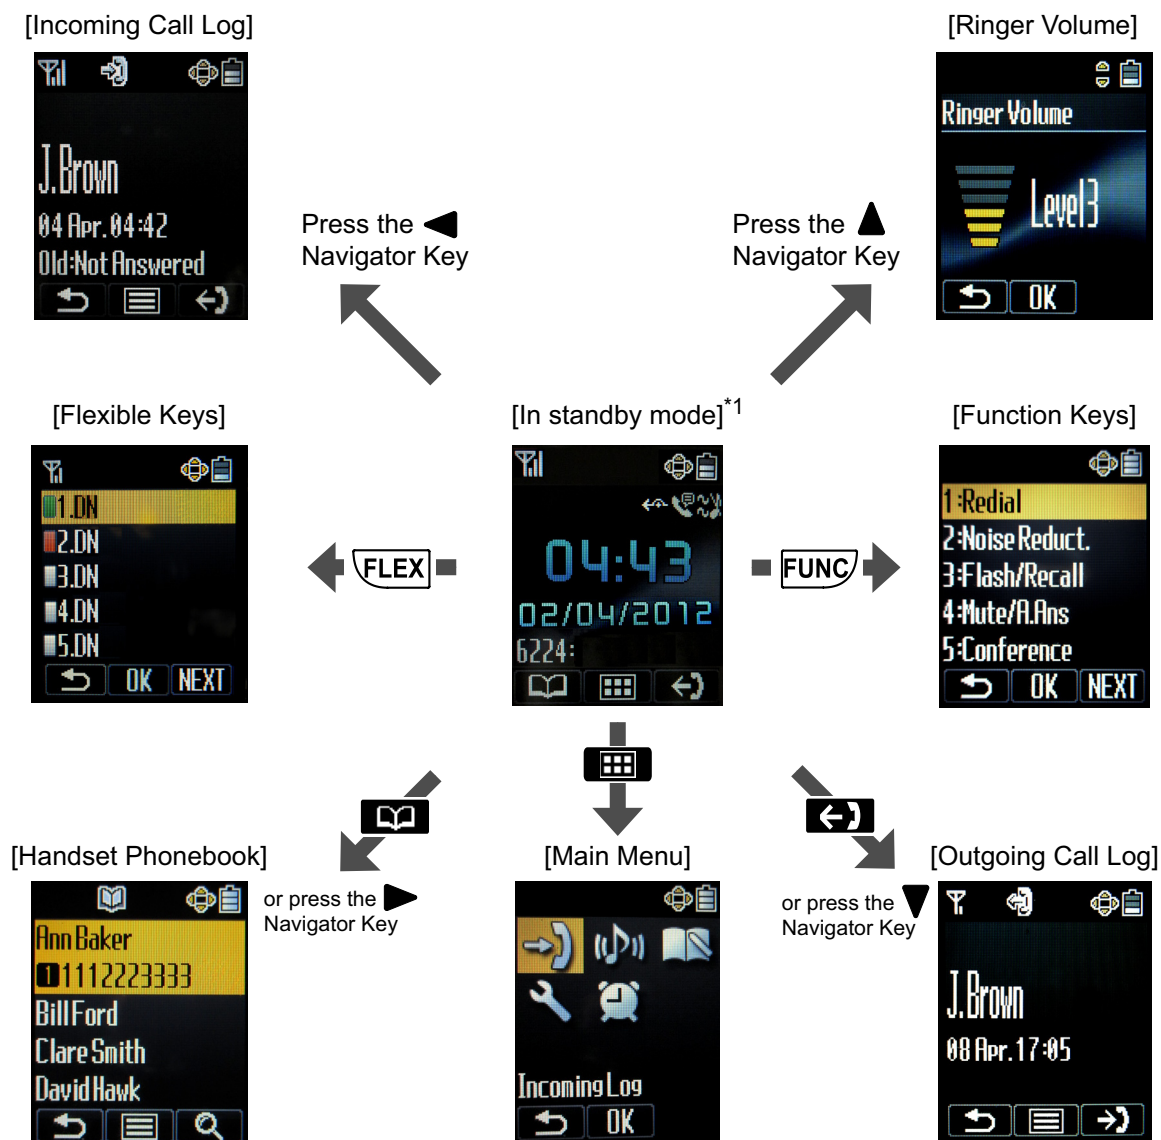 [Incoming Call Log]
J.Brown
04 Apr. 04:42
Old:Not Answered
Press the
Navigator Key
Press the
Navigator Key
[Ringer Volume]
Ringer Volume
Level3
OK
[Flexible Keys]
1.DN
2.DN
3.DN
4.DN
5.DN
OK
NEXT
FLEX
[In standby mode]*1
04:43
02/04/2012
6224:
FUNC
[Function Keys]
1:Redial
2:Noise Reduct.
3:Flash/Recall
4:Mute/A.Ans
5:Conference
OK
NEXT
[Handset Phonebook]
Ann Baker
1 1112223333
Bill Ford
Clare Smith
David Hawk
or press the
Navigator Key
[Main Menu]
Incoming Log
OK
or press the
Navigator Key
[Outgoing Call Log]
J.Brown
08 Apr. 17:05